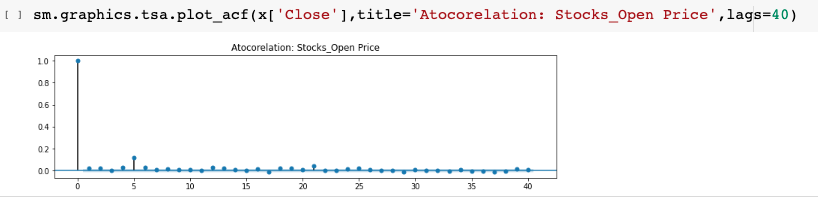 [ ] sm.graphics.tsa.plot_acf(x['Close'],title='Atocorelation: Stocks_Open Price',lags=40)
Atocorelation: Stocks_Open Price
1.0
0.8
0.6
0.4
0.2
0.0
0 5 10 15 20 25 30 35 40